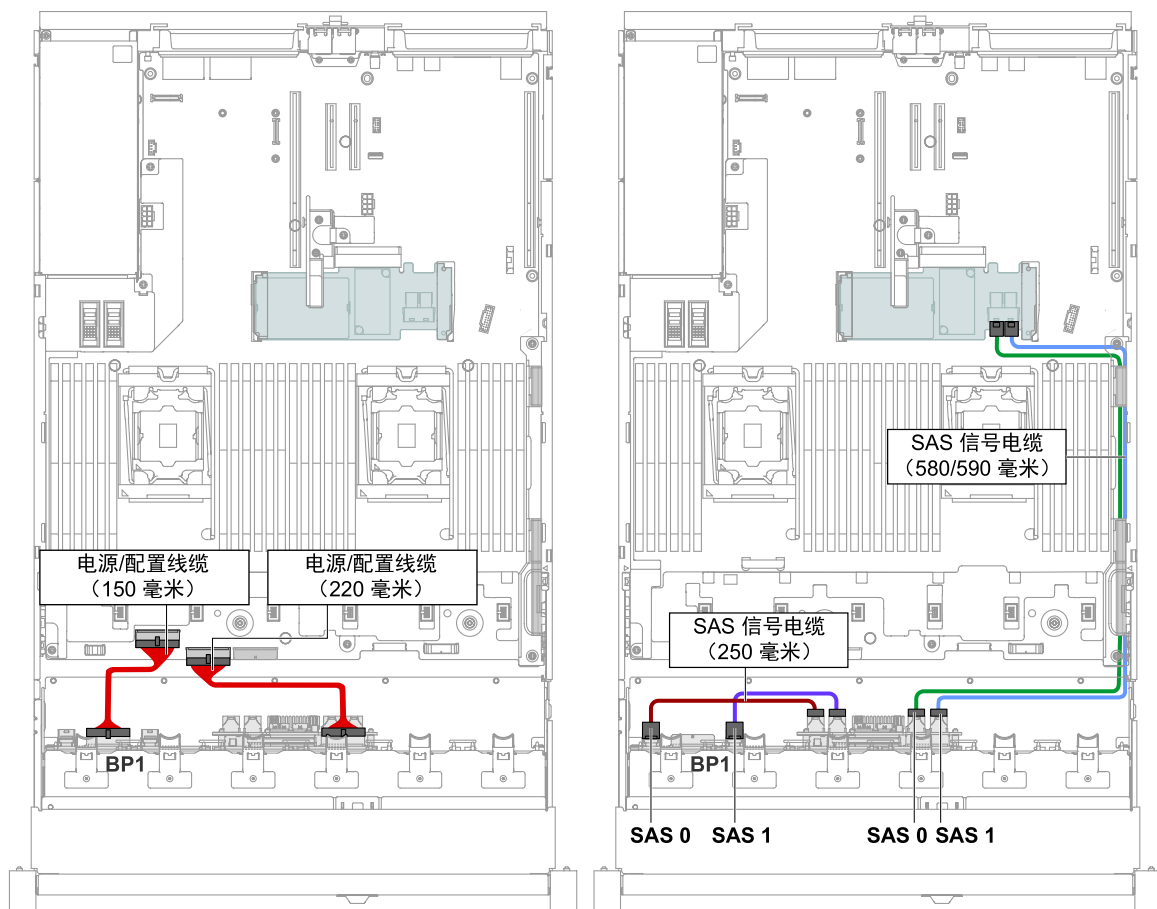 电源/配置线缆
（150 毫米）
电源/配置线缆
（220 毫米）
BP1
SAS 信号电缆
（580/590 毫米）
SAS 信号电缆
（250 毫米）
BP1
SAS 0
SAS 1
SAS 0
SAS 1